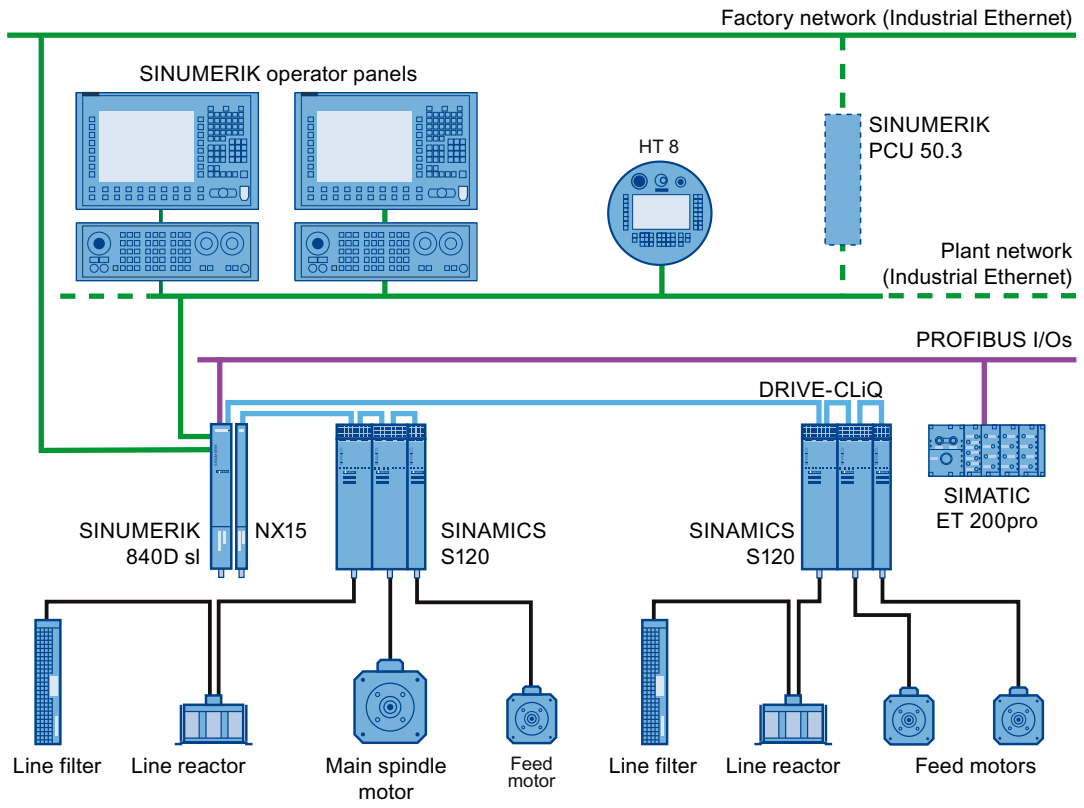 Factory network (Industrial Ethernet)
SINUMERIK operator panels
SINUMERIK
PCU 50.3
HT 8
Plant network
(Industrial Ethernet)
PROFIBUS I/Os
DRIVE-CLiQ
SINUMERIK
840D sl
NX15
SINAMICS
S120
SINAMICS
S120
SIMATIC
ET 200pro
Line filter
Line reactor
Main spindle
motor
Feed
motor
Line filter
Line reactor
Feed motors